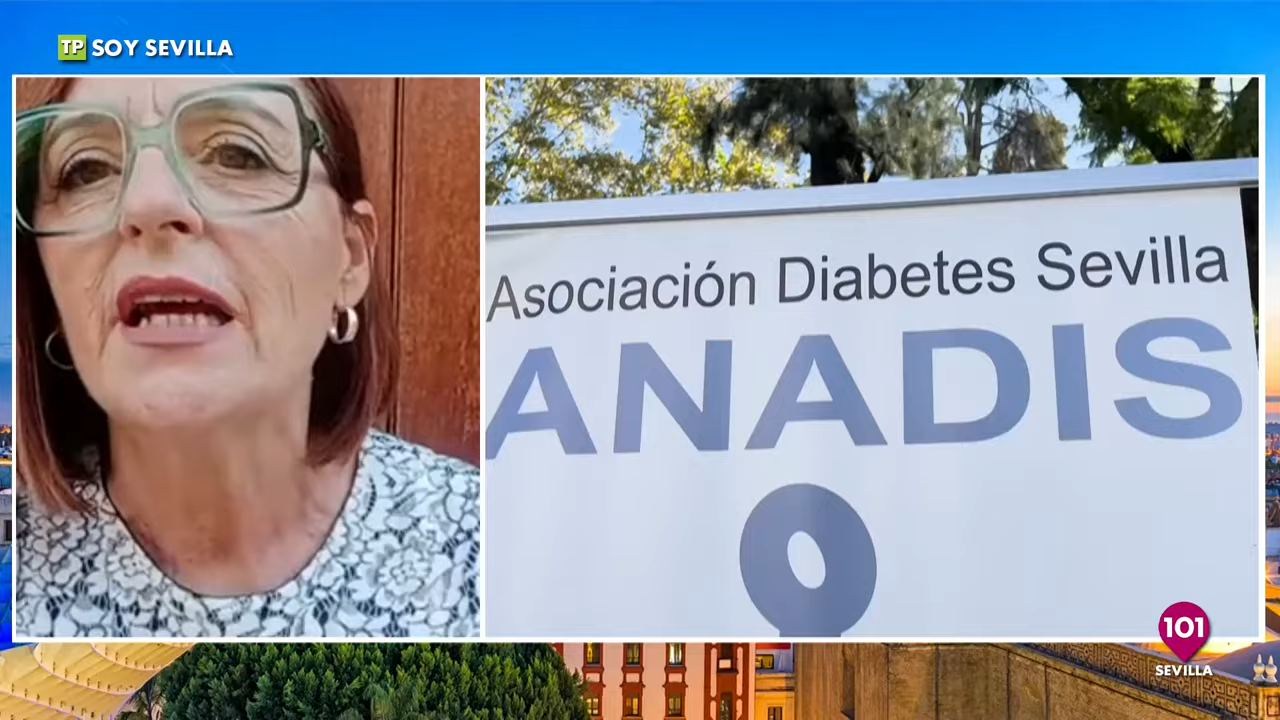 TP SOY SEVILLA
Asociación Diabetes Sevilla
ANADIS
101
SEVILLA